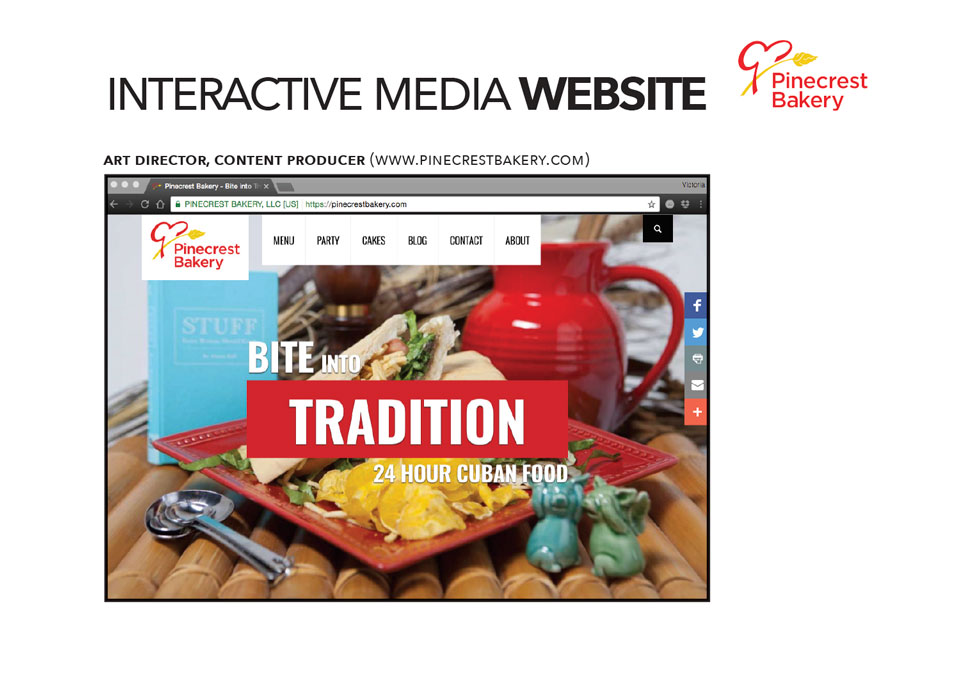 INTERACTIVE MEDIA WEBSITE
Pinecrest
Bakery
ART DIRECTOR, CONTENT PRODUCER (WWW.PINECRESTBAKERY.COM)
Pinecrest Bakery - Bite into
Victoria
PINECREST BAKERY, LLC [US] https://pinecrestbakery.com
Pinecrest
Bakery
MENU PARTY CAKES BLOG CONTACT ABOUT
STUFF
BITE INTO
TRADITION
24 HOUR CUBAN FOOD